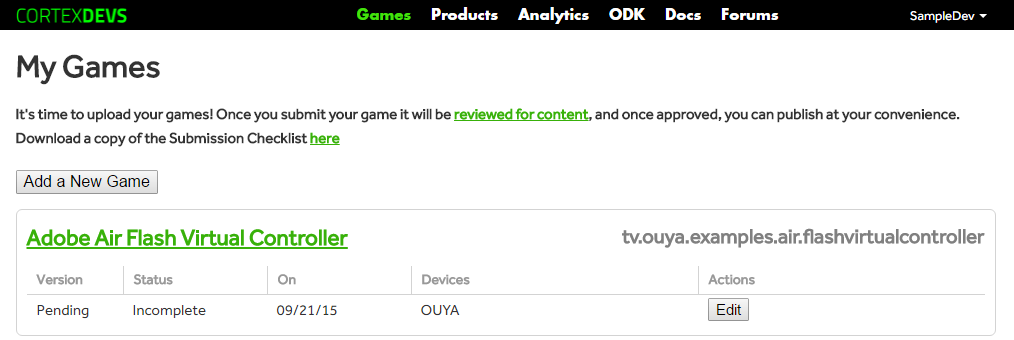 CORTEXDEVS Games Products Analytics ODK Docs Forums SampleDev
My Games
It's time to upload your games! Once you submit your game it will be reviewed for content, and once approved, you can publish at your convenience.
Download a copy of the Submission Checklist here
Add a New Game
Adobe Air Flash Virtual Controller tv.ouya.examples.air.flashvirtualcontroller
Version Status On Devices Actions
Pending Incomplete 09/21/15 OUYA Edit